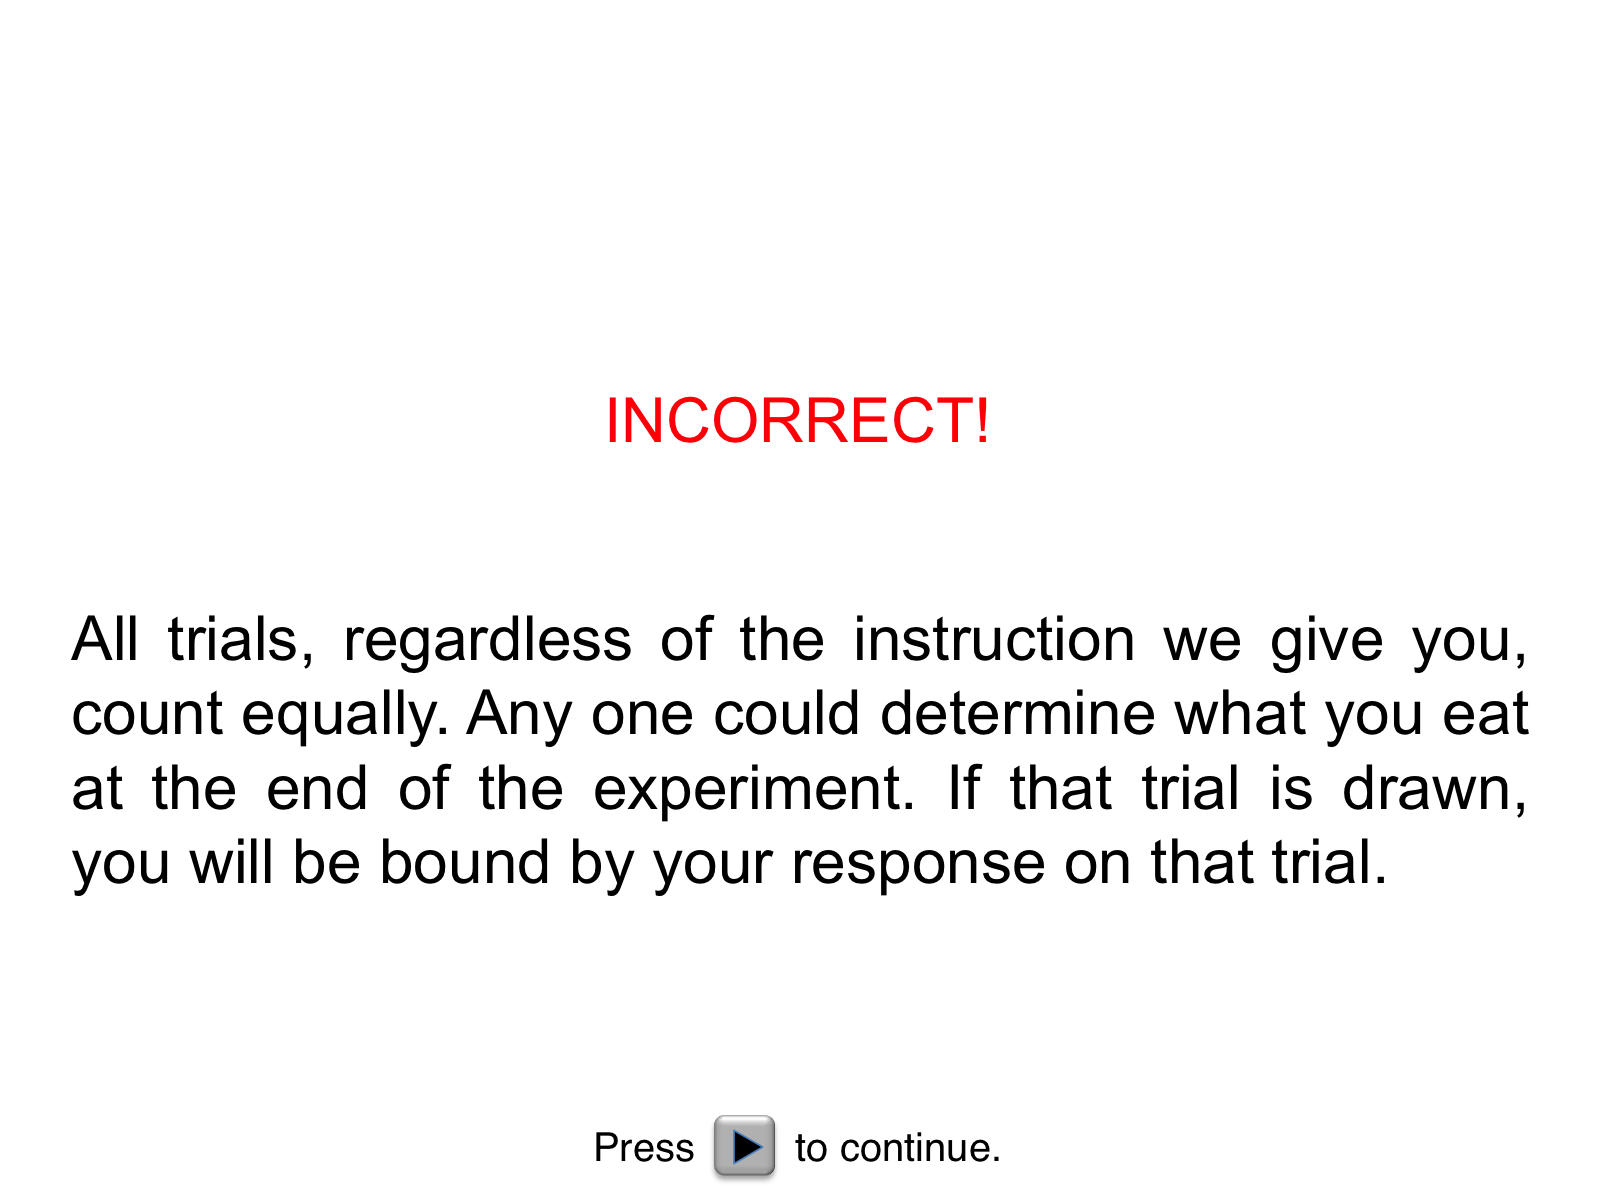 INCORRECT!
All trials, regardless of the instruction we give you,
count equally. Any one could determine what you eat
at the end of the experiment. If that trial is drawn,
you will be bound by your response on that trial.
Press to continue.